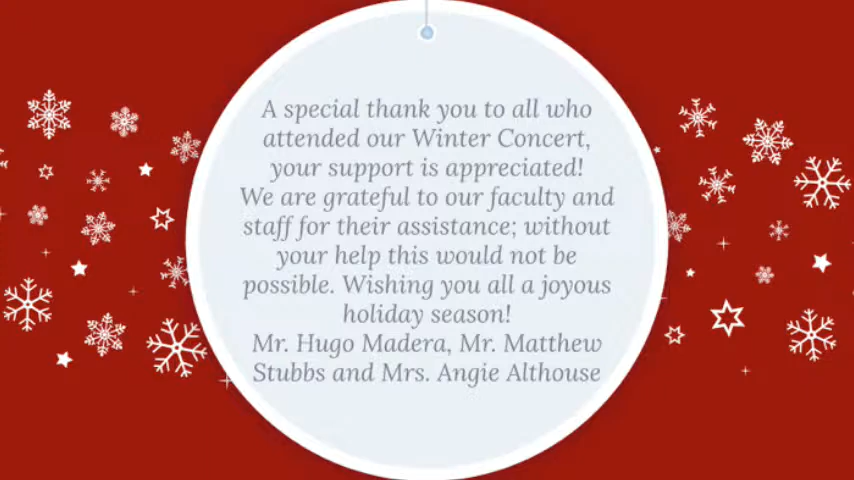 A special thank you to all who
attended our Winter Concert,
your support is appreciated!
We are grateful to our faculty and
staff for their assistance; without
your help this would not be
possible. Wishing you all a joyous
holiday season!
Mr. Hugo Madera, Mr. Matthew
Stubbs and Mrs. Angie Althouse